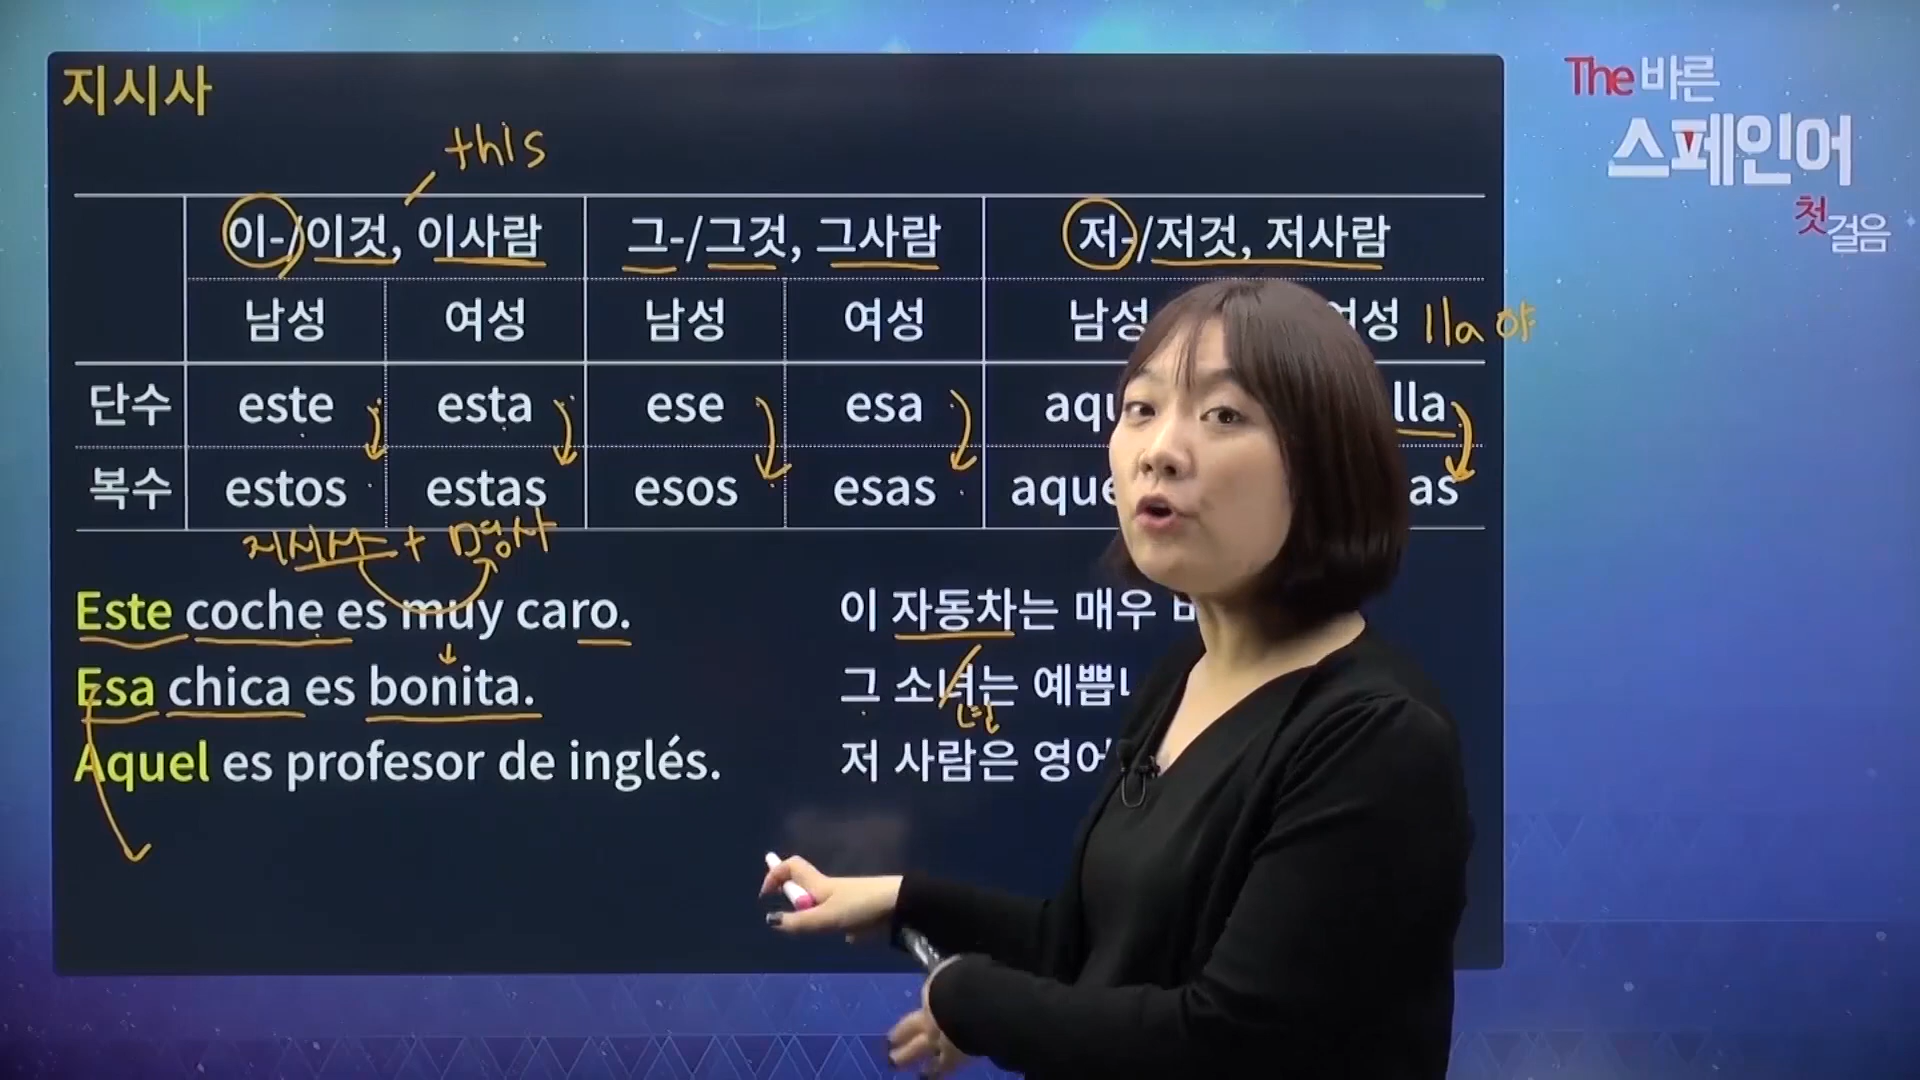 지시사
The 바른
스페인어
첫걸음
this
이-/이것, 이사람 그-/그것, 그사람 저-/저것, 저사람
남성 여성 남성 여성 남성 여성 lla 야
단수 este esta ese esa aqu lla
복수 estos estas esos esas aque as
지시사 + 명사
Este coche es muy caro. 이 자동차는 매우
Esa chica es bonita. 그 소녀는 예쁩니
Aquel es profesor de inglés. 저 사람은 영어